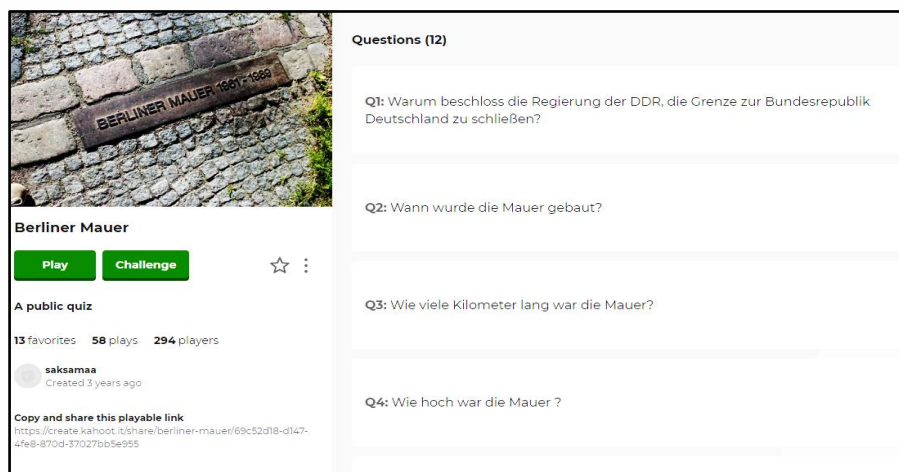 BERLINER MAUER 1961-1989
Berliner Mauer
Play
Challenge
A public quiz
13 favorites 58 plays 294 players
saksamaa
Created 3 years ago
Copy and share this playable link
https://create.kahoot.it/share/berliner-mauer/69c52d18-d147-
4fe8-870d-37027bb5e955
Questions (12)
Q1: Warum beschloss die Regierung der DDR, die Grenze zur Bundesrepublik
Deutschland zu schließen?
Q2: Wann wurde die Mauer gebaut?
Q3: Wie viele Kilometer lang war die Mauer?
Q4: Wie hoch war die Mauer ?